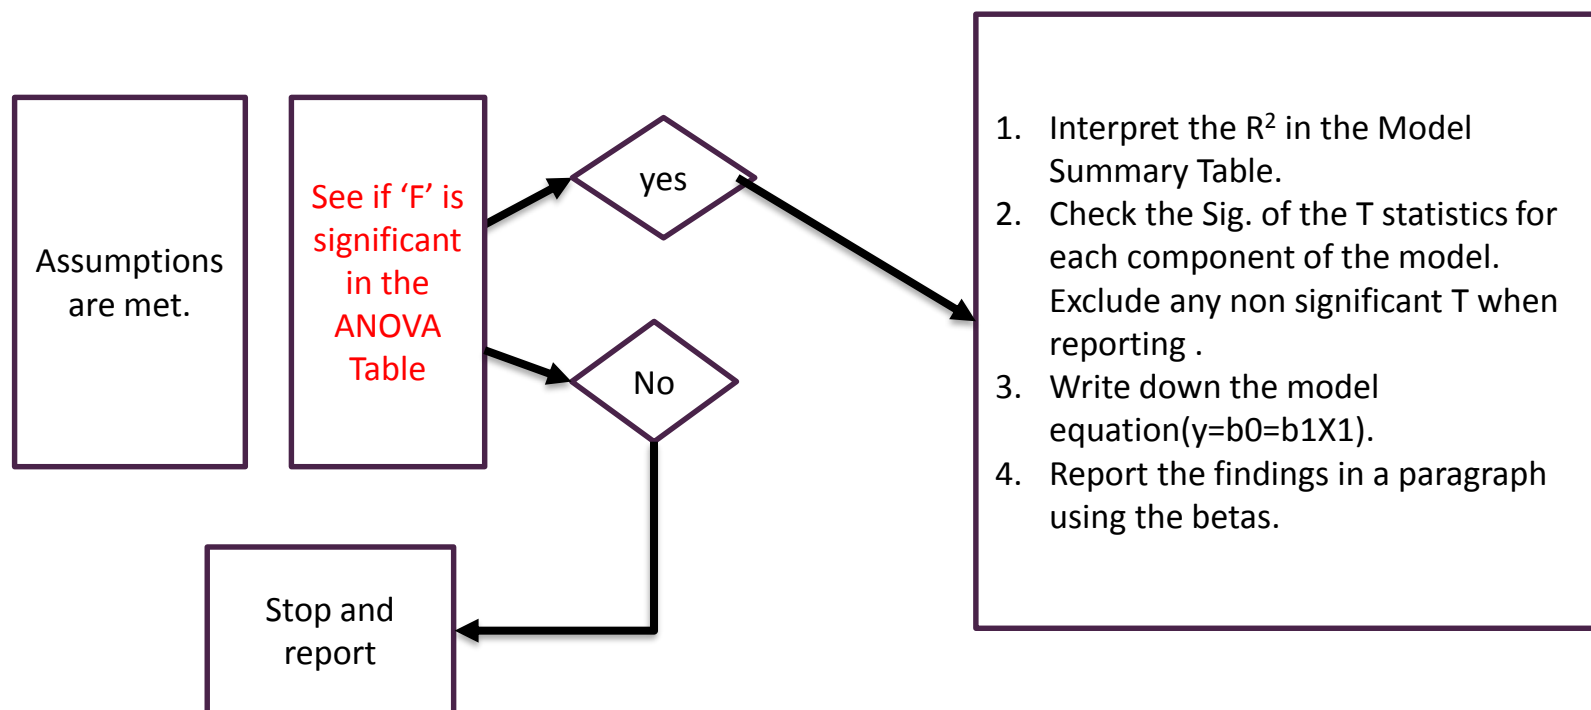 Assumptions
are met.
See if ‘F’ is
significant
in the
ANOVA
Table
yes
No
Stop and
report
1. Interpret the R² in the Model
Summary Table.
2. Check the Sig. of the T statistics for
each component of the model.
Exclude any non significant T when
reporting .
3. Write down the model
equation(y=b0=b1X1).
4. Report the findings in a paragraph
using the betas.